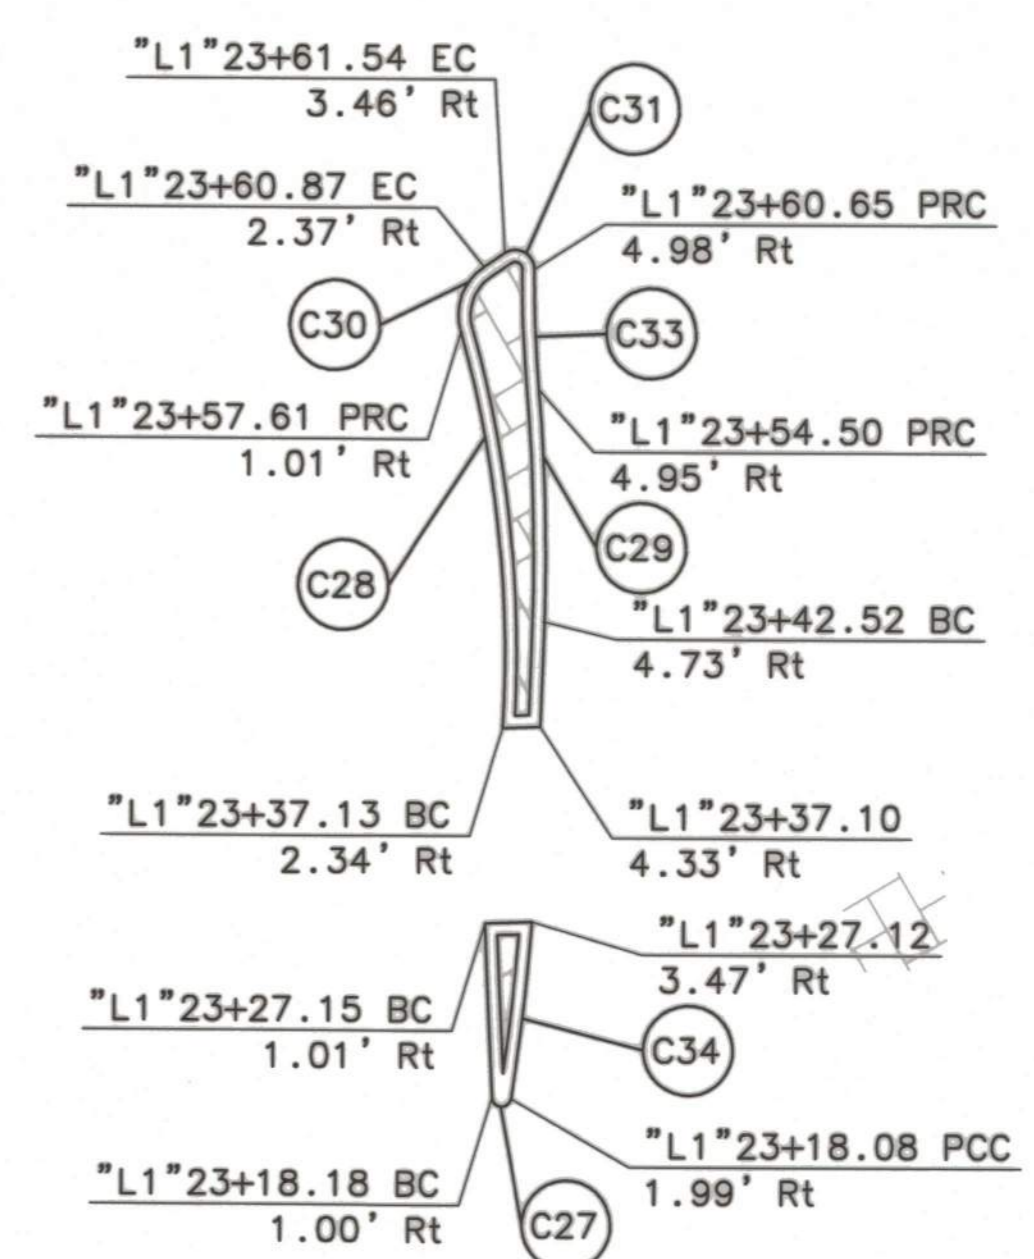 "L1"23+61.54 EC
3.46' Rt
C31
"L1"23+60.87 EC
2.37' Rt
"L1"23+60.65 PRC
4.98' Rt
C30
C33
"L1"23+57.61 PRC
1.01' Rt
"L1"23+54.50 PRC
4.95' Rt
C28
C29
"L1"23+42.52 BC
4.73' Rt
"L1"23+37.13 BC
2.34' Rt
"L1"23+37.10
4.33' Rt
"L1"23+27.12
3.47' Rt
"L1"23+27.15 BC
1.01' Rt
C34
"L1"23+18.08 PCC
1.99' Rt
"L1"23+18.18 BC
1.00' Rt
C27